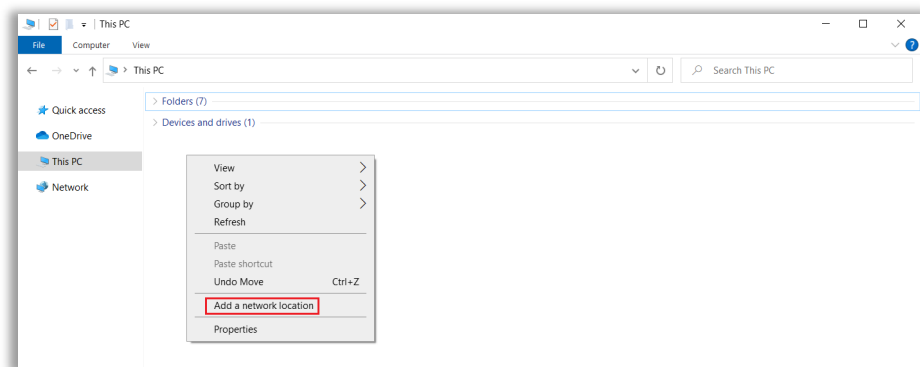 This PC
File Computer View
This PC
Search This PC
Quick access
OneDrive
This PC
Network
Folders (7)
Devices and drives (1)
View
Sort by
Group by
Refresh
Paste
Paste shortcut
Undo Move Ctrl+Z
Add a network location
Properties